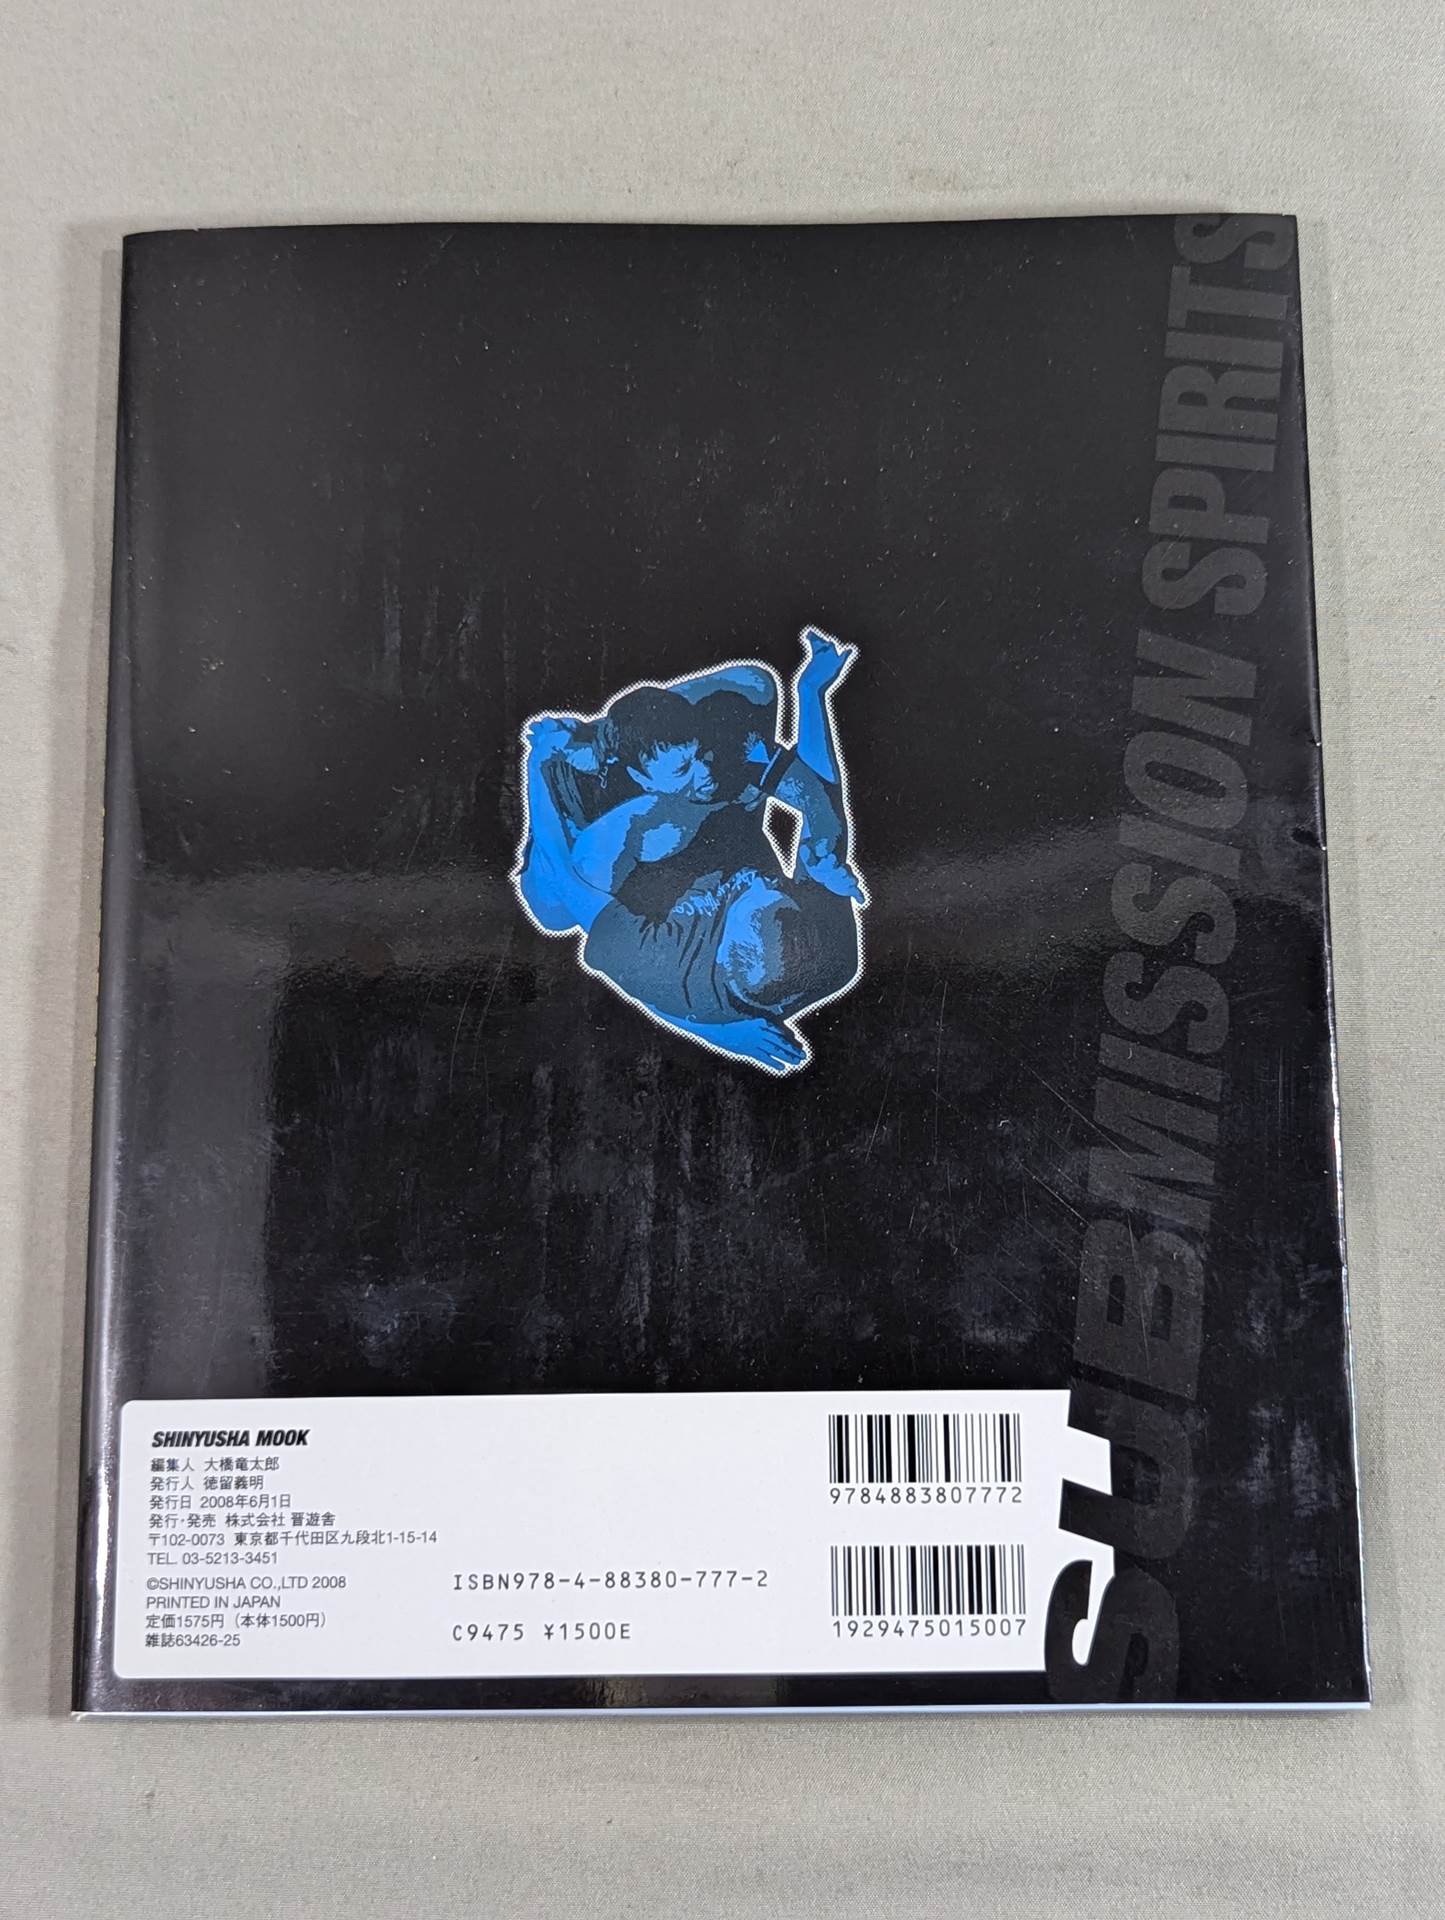 SUBMISSION SPIRITS
SHINYUSHA MOOK
編集人 大橋竜太郎
発行人 徳留義明
発行日 2008年6月1日
発行・発売 株式会社 晋遊舎
〒102-0073 東京都千代田区九段北1-15-14
TEL. 03-5213-3451
©SHINYUSHA CO.,LTD 2008
PRINTED IN JAPAN
定価1575円（本体1500円）
雑誌63426-25
ISBN978-4-88380-777-2
C9475 ¥1500E
9784883807772
1929475015007